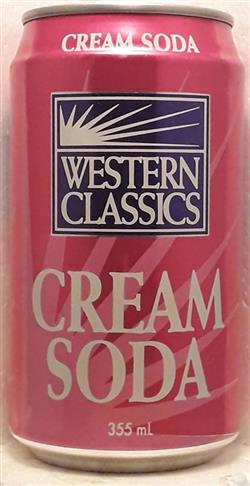 CREAM SODA
WESTERN
CLASSICS
CREAM
SODA
355 mL